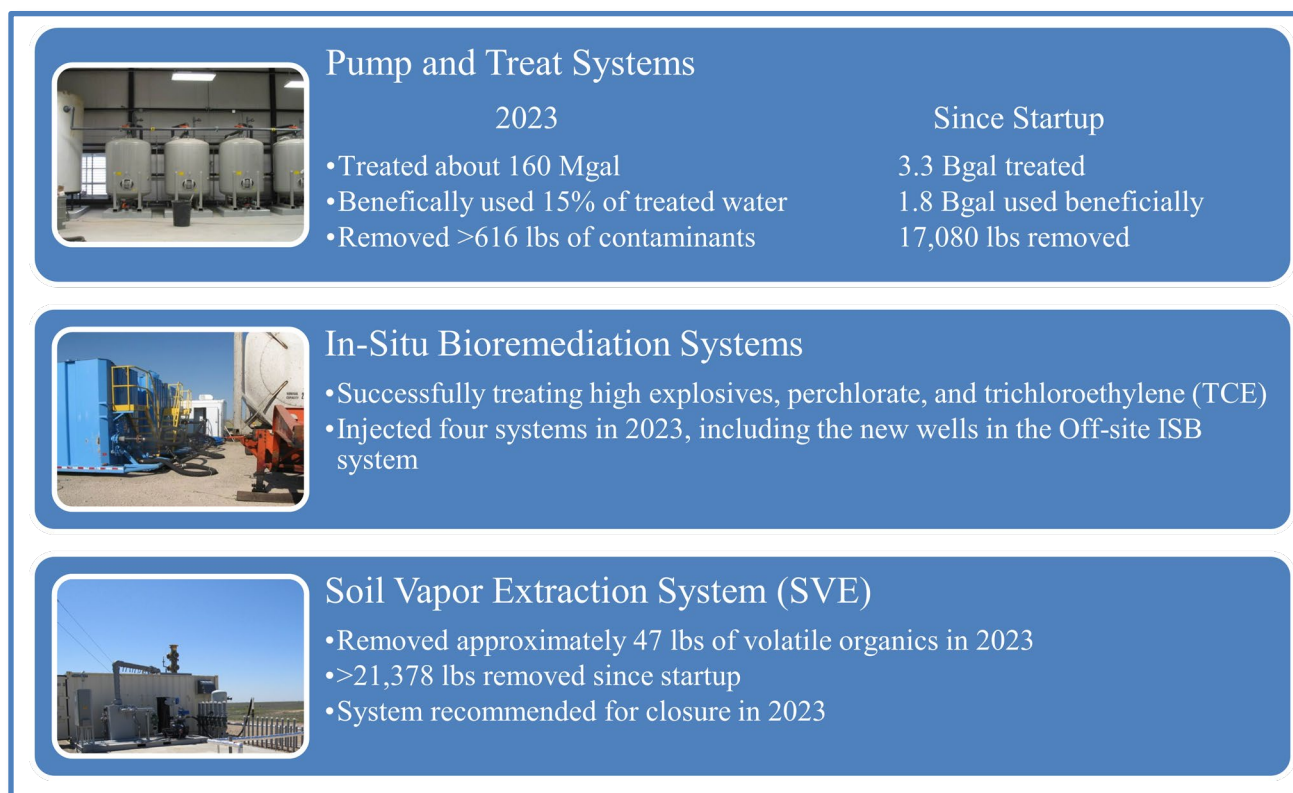 Pump and Treat Systems
2023
Since Startup
•Treated about 160 Mgal
3.3 Bgal treated
•Benefically used 15% of treated water
1.8 Bgal used beneficially
•Removed >616 lbs of contaminants
17,080 lbs removed
In-Situ Bioremediation Systems
•Successfully treating high explosives, perchlorate, and trichloroethylene (TCE)
•Injected four systems in 2023, including the new wells in the Off-site ISB
system
Soil Vapor Extraction System (SVE)
•Removed approximately 47 lbs of volatile organics in 2023
•>21,378 lbs removed since startup
•System recommended for closure in 2023